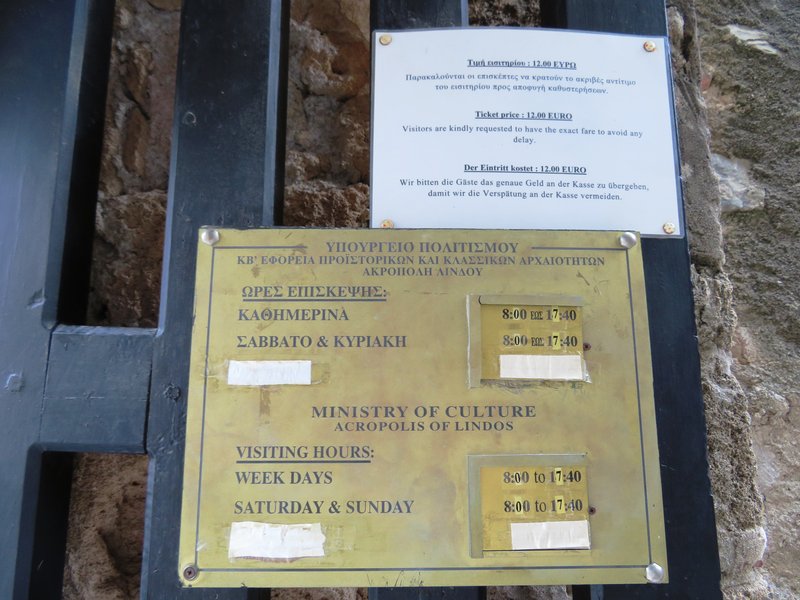 Τιμή εισιτηρίου : 12.00 ΕΥΡΩ
Παρακαλούνται οι επισκέπτες να κρατούν το ακριβές αντίτιμο
του εισιτηρίου προς αποφυγή καθυστερήσεων.
Ticket price : 12.00 EURO
Visitors are kindly requested to have the exact fare to avoid any
delay.
Der Eintritt kostet : 12.00 EURO
Wir bitten die Gäste das genaue Geld an der Kasse zu übergeben,
damit wir die Verspätung an der Kasse vermeiden.
ΥΠΟΥΡΓΕΙΟ ΠΟΛΙΤΙΣΜΟΥ
ΚΒ' ΕΦΟΡΕΙΑ ΠΡΟΪΣΤΟΡΙΚΩΝ ΚΑΙ ΚΛΑΣΣΙΚΩΝ ΑΡΧΑΙΟΤΗΤΩΝ
ΑΚΡΟΠΟΛΗ ΛΙΝΔΟΥ
ΩΡΕΣ ΕΠΙΣΚΕΨΗΣ:
ΚΑΘΗΜΕΡΙΝΑ 8:00 ΕΩΣ 17:40
ΣΑΒΒΑΤΟ & ΚΥΡΙΑΚΗ 8:00 ΕΩΣ 17:40
MINISTRY OF CULTURE
ACROPOLIS OF LINDOS
VISITING HOURS:
WEEK DAYS 8:00 to 17:40
SATURDAY & SUNDAY 8:00 to 17:40